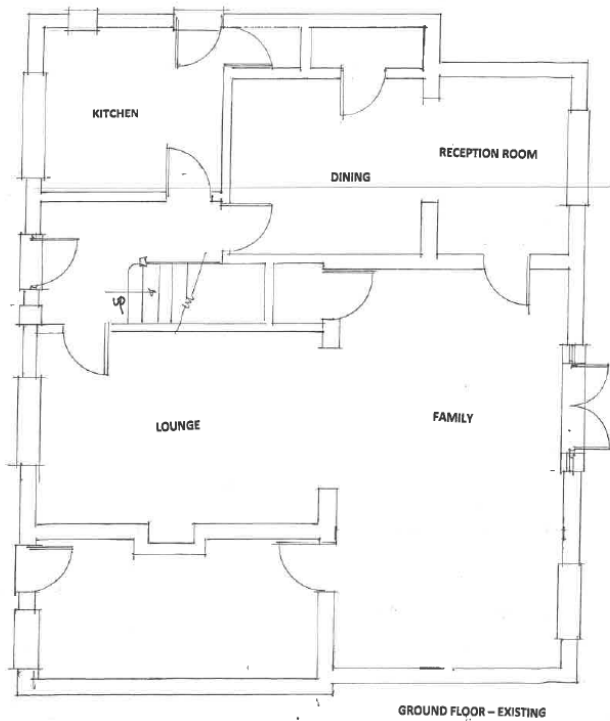 KITCHEN
RECEPTION ROOM
DINING
UP
LOUNGE
FAMILY
GROUND FLOOR – EXISTING